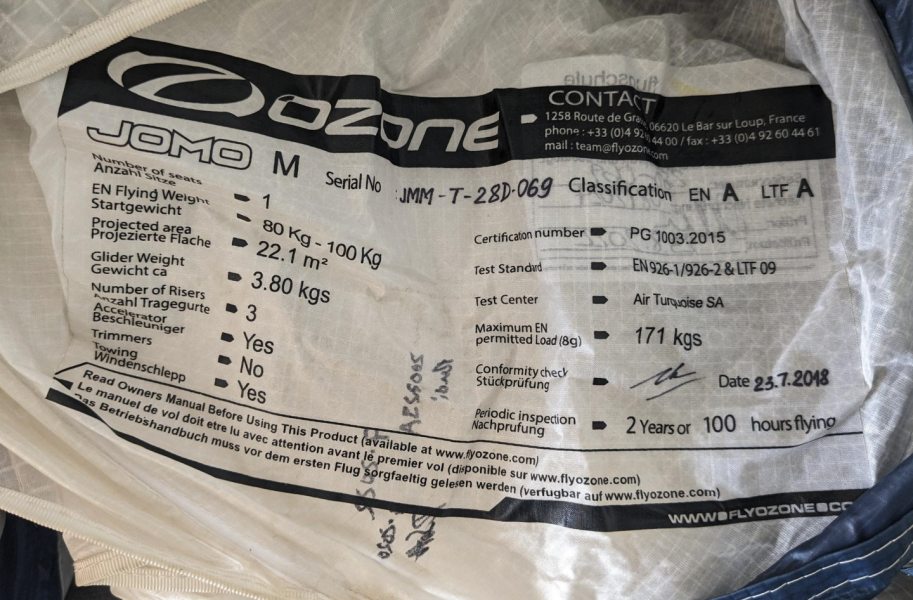 OZONE
CONTACT
1258 Route de Gra 06620 Le Bar sur Loup, France
phone : +33 (0)4 92 44 00 / fax : +33 (0)4 92 60 44 61
mail : team@flyozone.com
JOMO M
Serial No : JMM-T-28D-069
Classification EN A LTF A
Number of seats 1
Anzahl Sitze
EN Flying Weight 80 Kg - 100 Kg
Startgewicht
Projected area 22.1 m²
Projezierte Flache
Glider Weight 3.80 kgs
Gewicht ca
Number of Risers 3
Anzahl Tragegurte
Accelerator Yes
Beschleuniger
Trimmers No
Towing Yes
Windenschlepp
Certification number PG 1003.2015
Test Standard EN 926-1/926-2 & LTF 09
Test Center Air Turquoise SA
Maximum EN 171 kgs
permitted Load (8g)
Conformity check Date 23.7.2018
Stückprüfung
Periodic inspection 2 Years or 100 hours flying
Nachprufung
Read Owners Manual Before Using This Product (available at www.flyozone.com)
Le manuel de vol doit etre lu avec attention avant le premier vol (disponible sur www.flyozone.com)
Das Betriebshandbuch muss vor dem ersten Flug sorgfaeltig gelesen werden (verfugbar auf www.flyozone.com)
WWW.FLYOZONE.CO